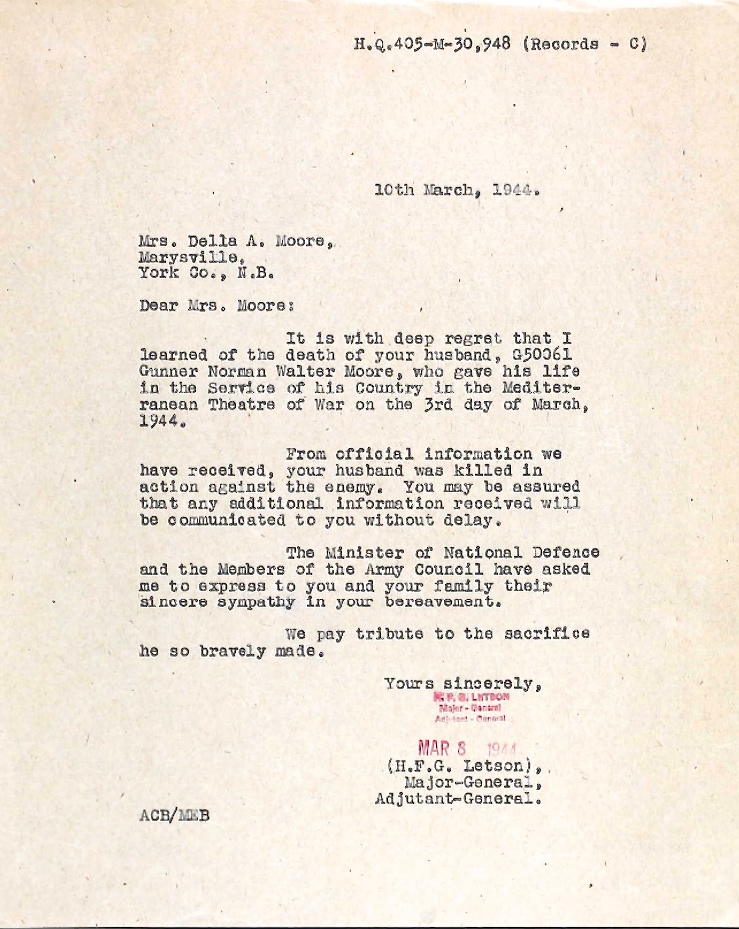 H.Q.405-M-30,948 (Records - C)
10th March, 1944.
Mrs. Della A. Moore,
Marysville,
York Co., N.B.
Dear Mrs. Moore:
It is with deep regret that I
learned of the death of your husband, G50061
Gunner Norman Walter Moore, who gave his life
in the Service of his Country in the Mediter-
ranean Theatre of War on the 3rd day of March,
1944.
From official information we
have received, your husband was killed in
action against the enemy. You may be assured
that any additional information received will
be communicated to you without delay.
The Minister of National Defence
and the Members of the Army Council have asked
me to express to you and your family their
sincere sympathy in your bereavement.
We pay tribute to the sacrifice
he so bravely made.
Yours sincerely,
H. F. G. LETSON
Major - General
Adjutant - General
MAR 8 1944
(H.F.G. Letson),
Major-General,
Adjutant-General.
ACB/MEB